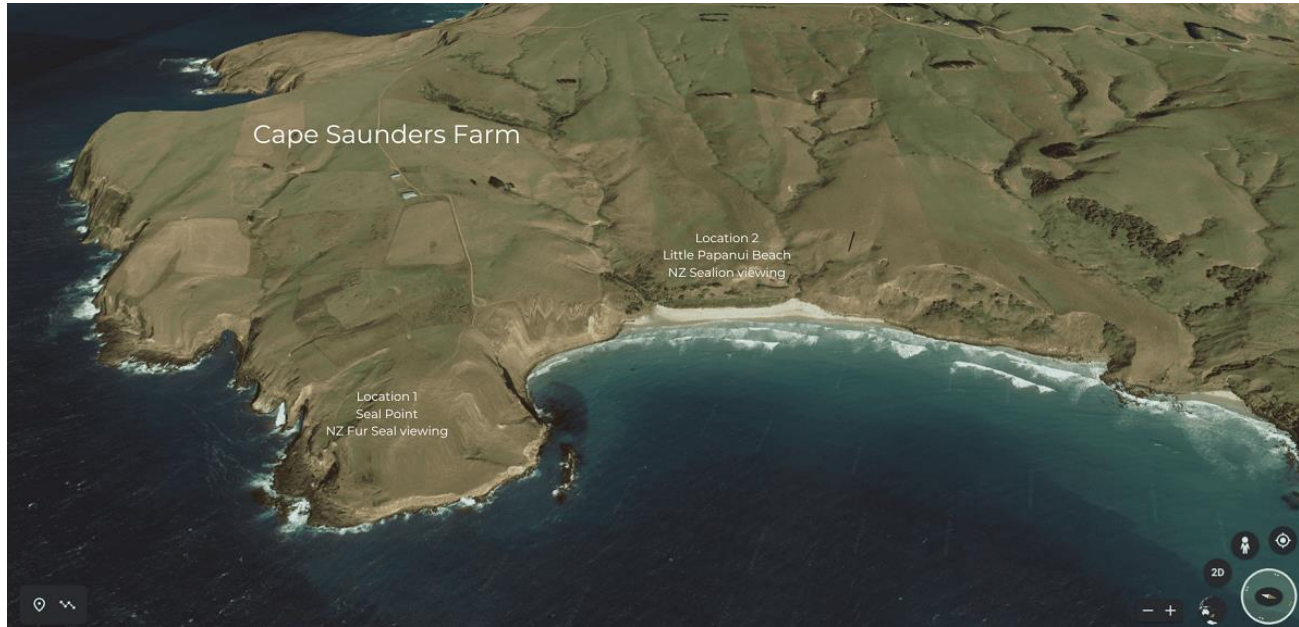 Cape Saunders Farm
Location 2
Little Papanui Beach
NZ Sealion viewing
Location 1
Seal Point
NZ Fur Seal viewing
2D